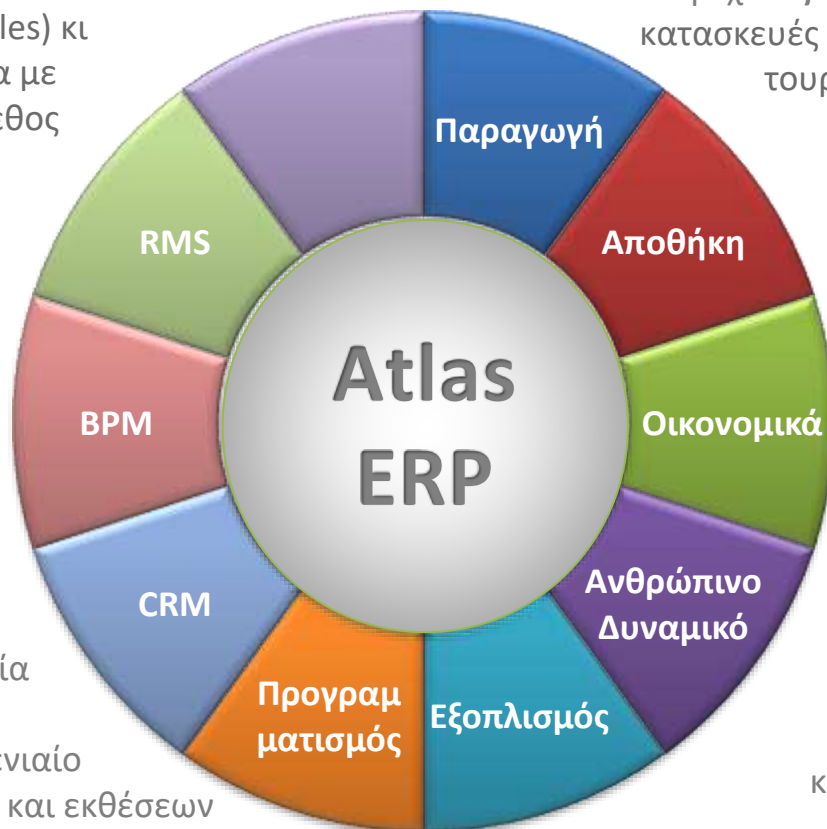 les) κι
α με
εθος
κατασκευές
τουρ
Παραγωγή
RMS
Αποθήκη
Atlas
ERP
BPM
Οικονομικά
CRM
Ανθρώπινο
Δυναμικό
Προγραμ
ματισμός
Εξοπλισμός
ία
ενιαίο
και εκθέσεων
κ